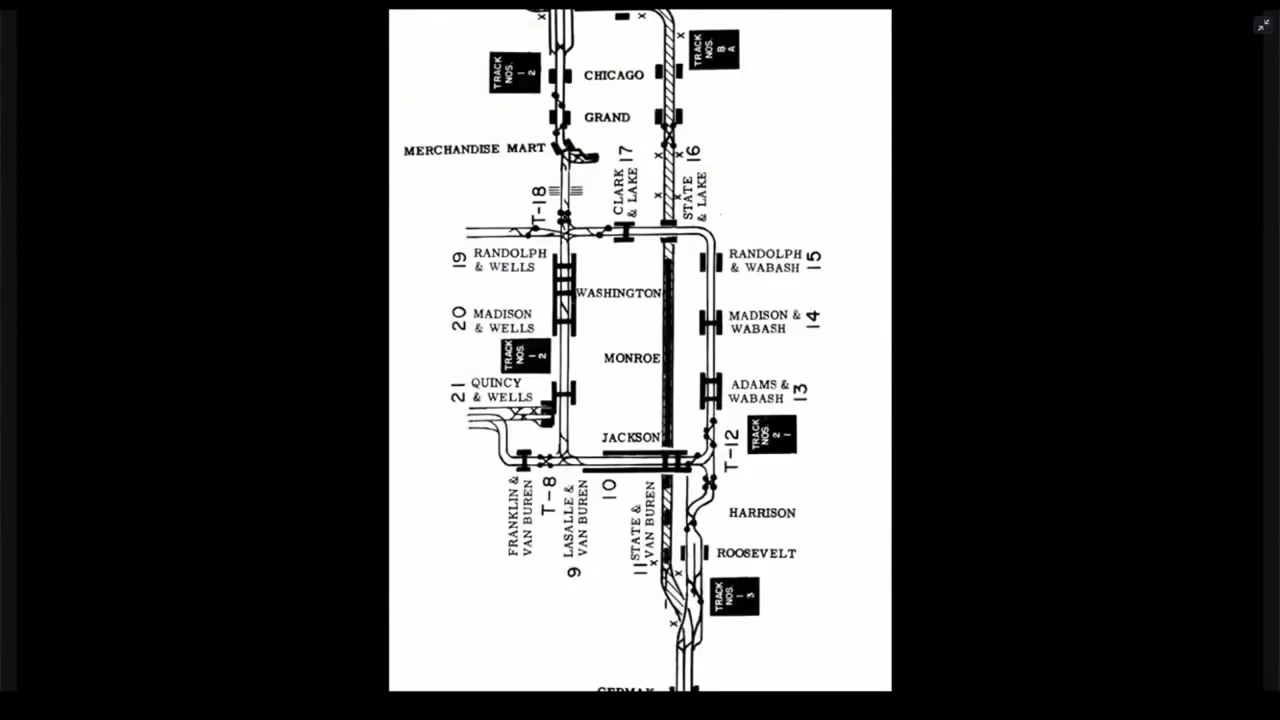 TRACK
NOS.
B
A
TRACK
NOS.
1
2
CHICAGO
GRAND
MERCHANDISE MART
17
CLARK
& LAKE
16
STATE
& LAKE
T-18
19
RANDOLPH
& WELLS
RANDOLPH
& WABASH
15
WASHINGTON
20
MADISON
& WELLS
MADISON &
WABASH
14
TRACK
NOS.
1
2
MONROE
21
QUINCY
& WELLS
ADAMS &
WABASH
13
TRACK
NOS.
2
1
JACKSON
T-12
FRANKLIN &
VAN BUREN
T-8
LASALLE &
VAN BUREN
9
10
STATE &
VAN BUREN
11
HARRISON
ROOSEVELT
TRACK
NOS.
1
3